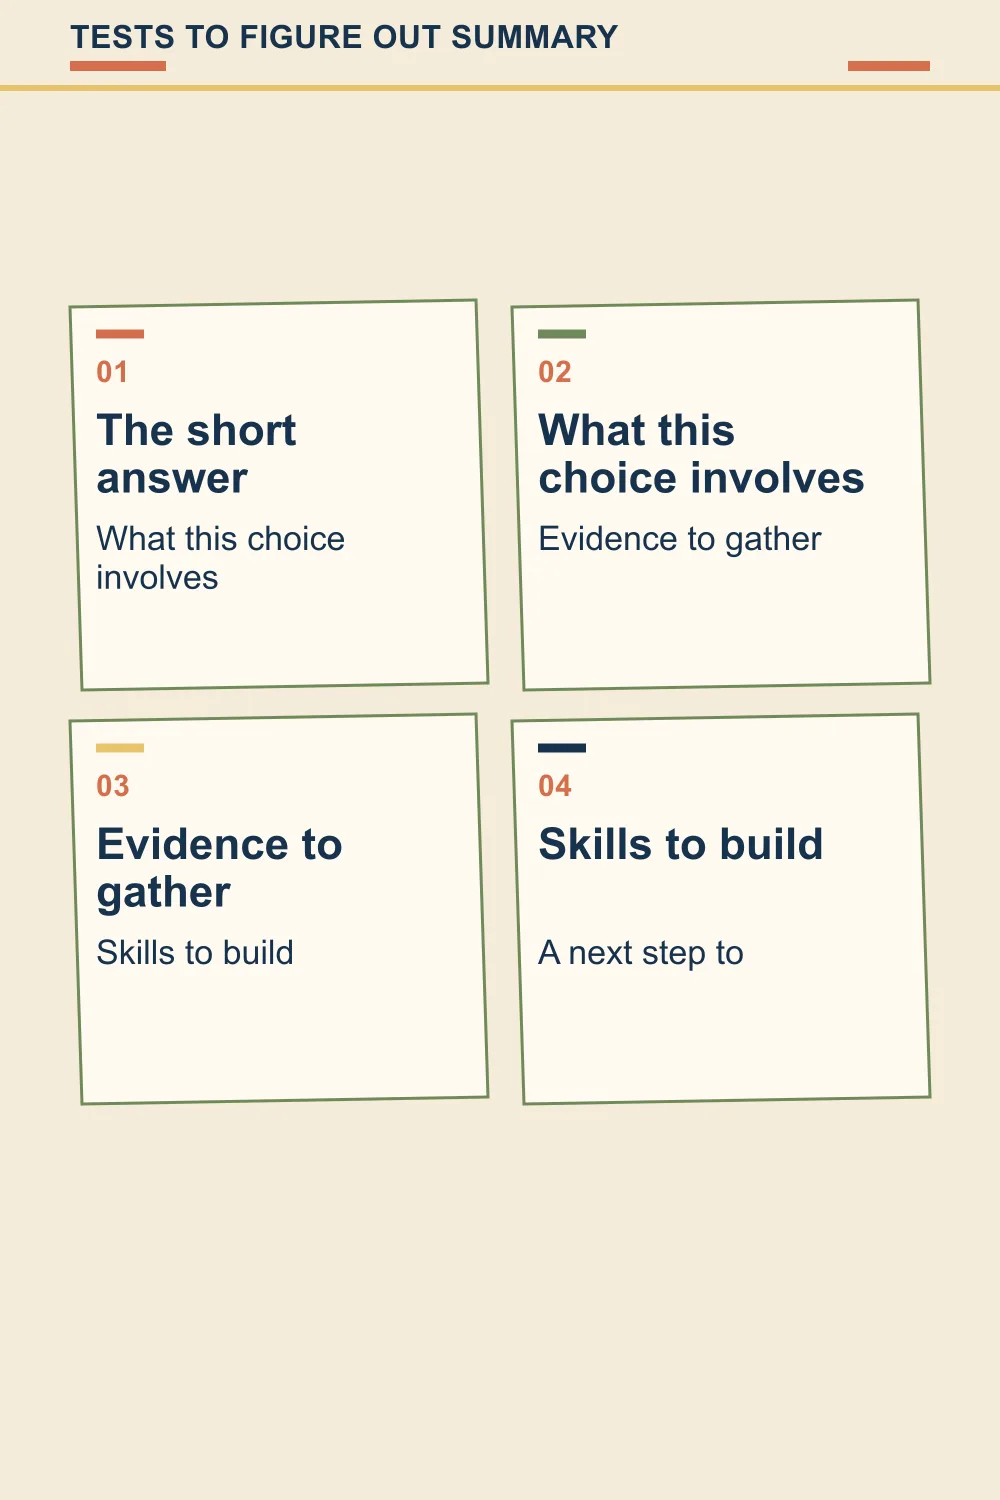 TESTS TO FIGURE OUT SUMMARY
01
The short
answer
What this choice
involves
02
What this
choice involves
Evidence to gather
03
Evidence to
gather
Skills to build
04
Skills to build
A next step to